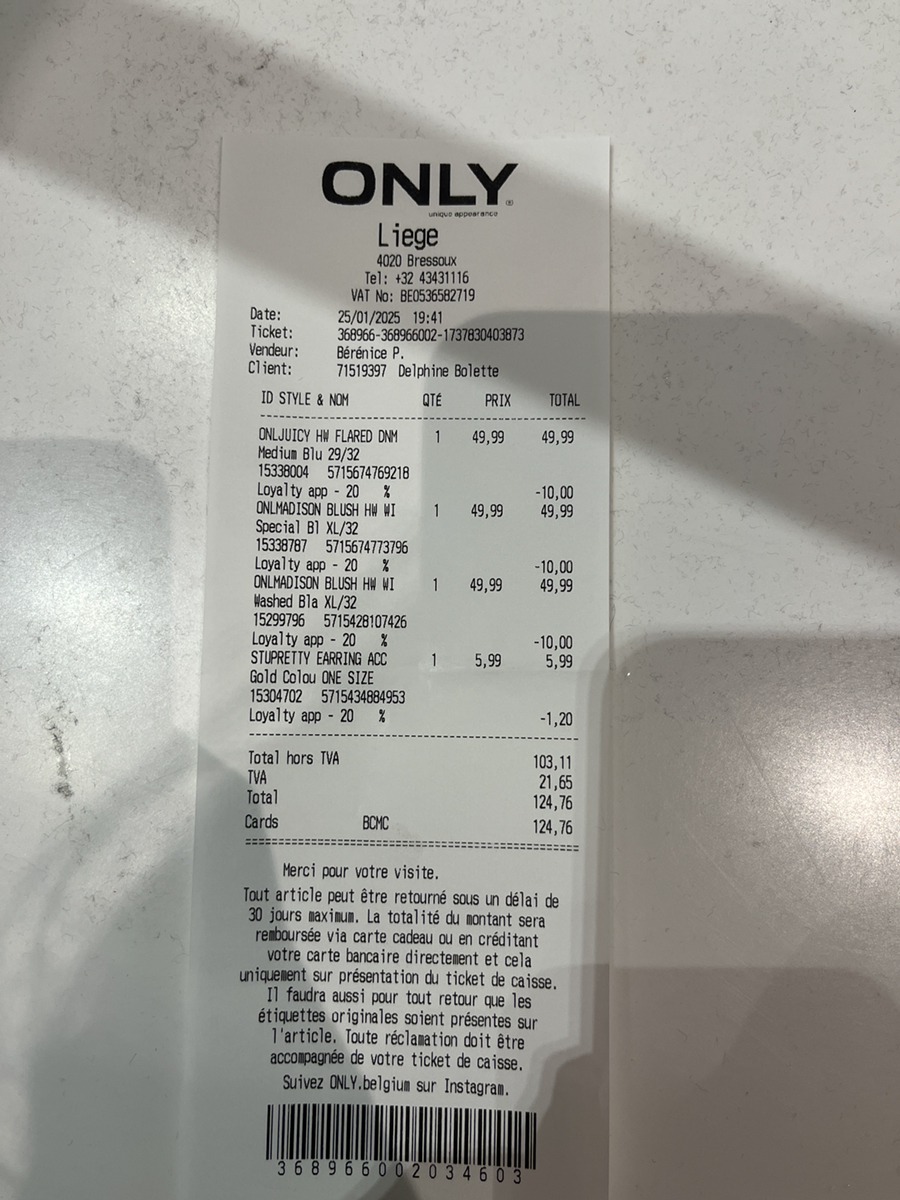 ONLY®
unique appearance
Liege
4020 Bressoux
Tel: +32 43431116
VAT No: BE0536582719
Date: 25/01/2025 19:41
Ticket: 368966-368966002-1737830403873
Vendeur: Bérénice P.
Client: 71519397 Delphine Bolette
ID STYLE & NOM QTÉ PRIX TOTAL
ONLJUICY HW FLARED DNM 1 49,99 49,99
Medium Blu 29/32
15338004 5715674769218
Loyalty app - 20 % -10,00
ONLMADISON BLUSH HW WI 1 49,99 49,99
Special Bl XL/32
15338787 5715674773796
Loyalty app - 20 % -10,00
ONLMADISON BLUSH HW WI 1 49,99 49,99
Washed Bla XL/32
15299796 5715428107426
Loyalty app - 20 % -10,00
STUPRETTY EARRING ACC 1 5,99 5,99
Gold Colou ONE SIZE
15304702 5715434884953
Loyalty app - 20 % -1,20
Total hors TVA 103,11
TVA 21,65
Total 124,76
Cards BCMC 124,76
Merci pour votre visite.
Tout article peut être retourné sous un délai de
30 jours maximum. La totalité du montant sera
remboursée via carte cadeau ou en créditant
votre carte bancaire directement et cela
uniquement sur présentation du ticket de caisse.
Il faudra aussi pour tout retour que les
étiquettes originales soient présentes sur
l'article. Toute réclamation doit être
accompagnée de votre ticket de caisse.
Suivez ONLY.belgium sur Instagram.
368966002034603